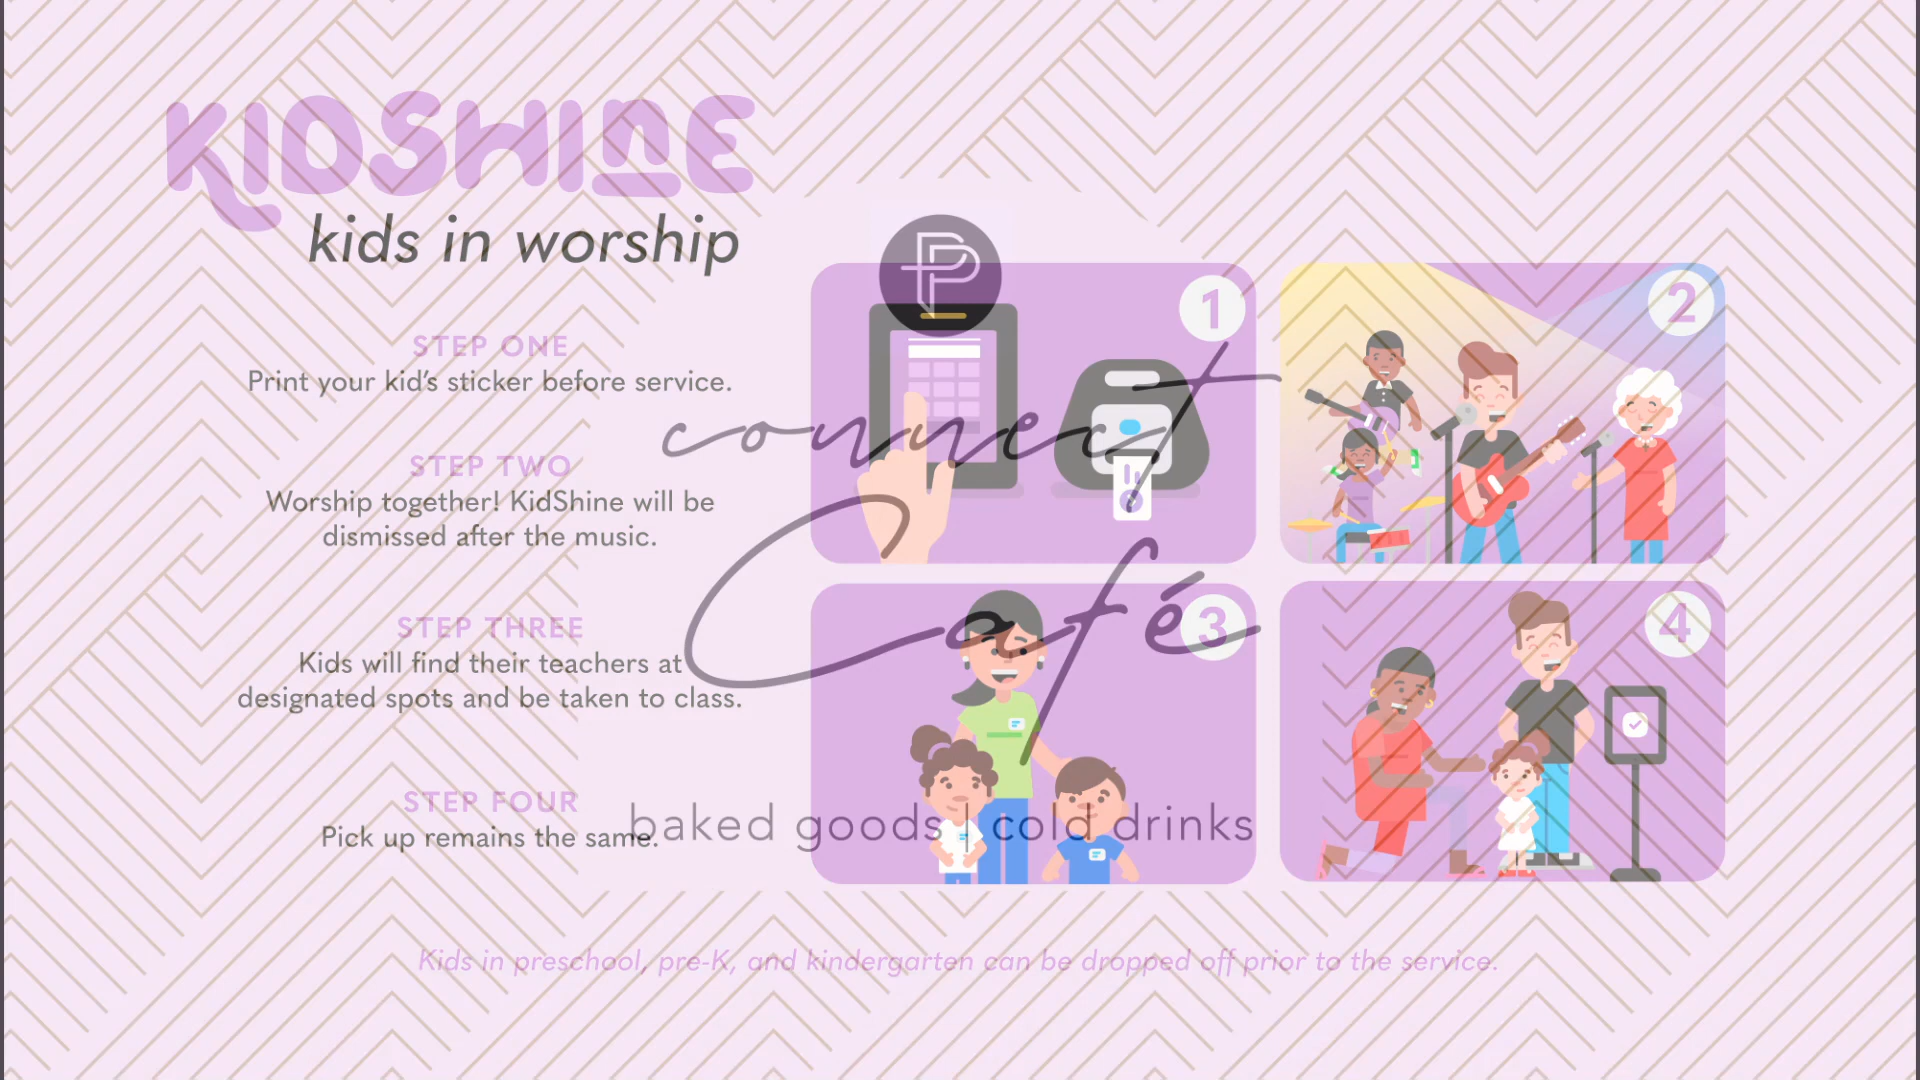 KIDSHINE
kids in worship
STEP ONE
Print your kid's sticker before service.
STEP TWO
Worship together! KidShine will be
dismissed after the music.
STEP THREE
Kids will find their teachers at
designated spots and be taken to class.
STEP FOUR
Pick up remains the same.
1
2
3
4
P
connect
Café
baked goods | cold drinks
Kids in preschool, pre-K, and kindergarten can be dropped off prior to the service.